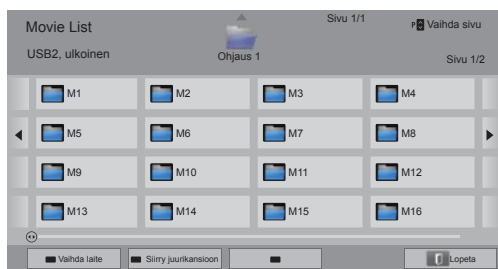 Movie List
Sivu 1/1
P Vaihda sivu
USB2, ulkoinen
Ohjaus 1
Sivu 1/2
M1 M2 M3 M4
M5 M6 M7 M8
M9 M10 M11 M12
M13 M14 M15 M16
Vaihda laite
Siirry juurikansioon
Lopeta